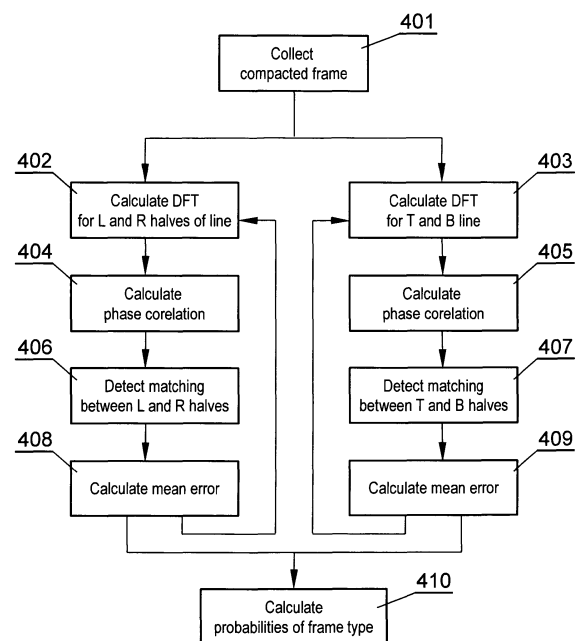 401
Collect
compacted frame
402
403
Calculate DFT
for L and R halves of line
Calculate DFT
for T and B line
404
405
Calculate
phase corelation
Calculate
phase corelation
406
407
Detect matching
between L and R halves
Detect matching
between T and B halves
408
409
Calculate mean error
Calculate mean error
410
Calculate
probabilities of frame type